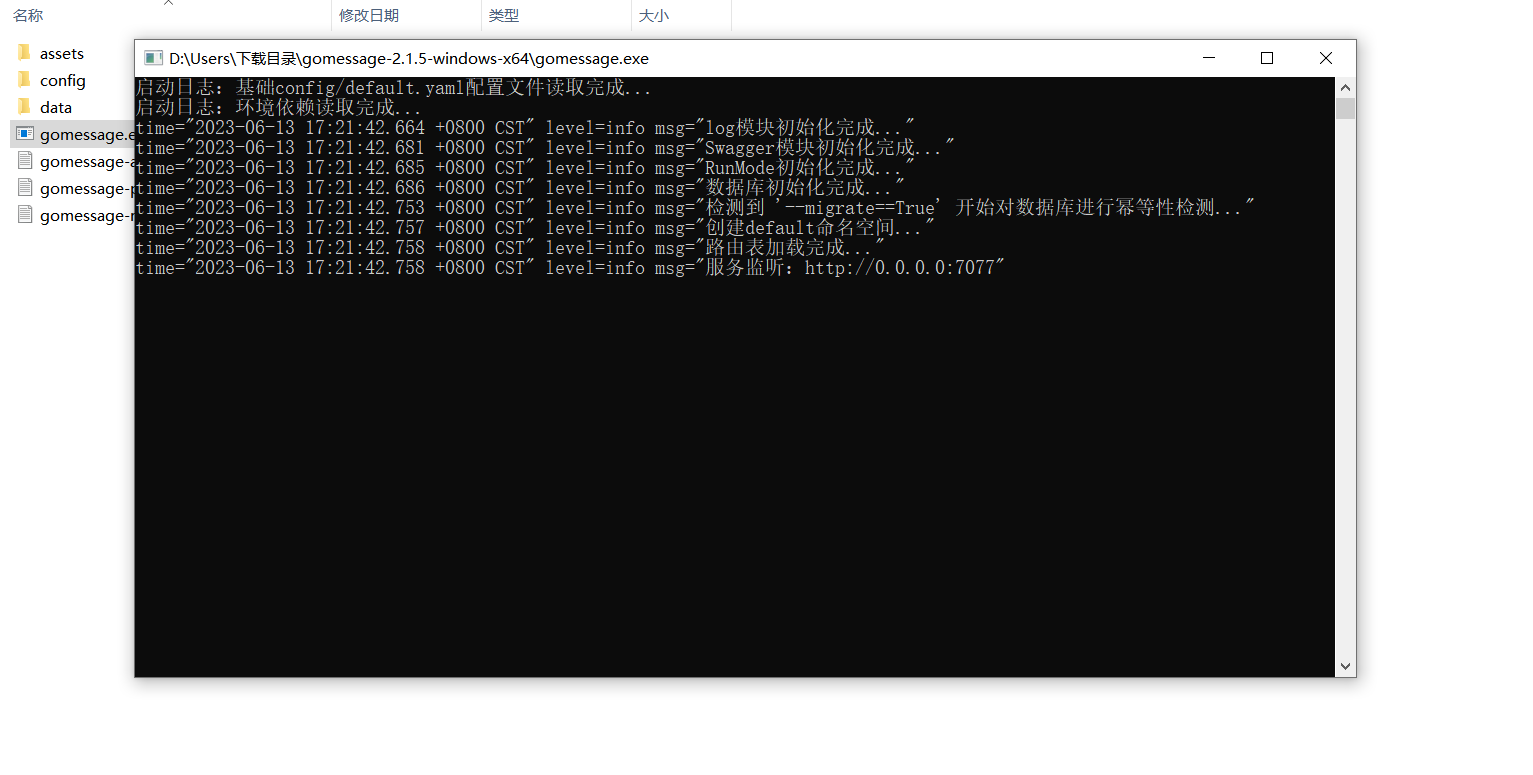 名称 修改日期 类型 大小
assets
config
data
gomessage.e
gomessage-a
gomessage-p
gomessage-r
D:\Users\下载目录\gomessage-2.1.5-windows-x64\gomessage.exe
启动日志：基础config/default.yaml配置文件读取完成...
启动日志：环境依赖读取完成...
time="2023-06-13 17:21:42.664 +0800 CST" level=info msg="log模块初始化完成..."
time="2023-06-13 17:21:42.681 +0800 CST" level=info msg="Swagger模块初始化完成..."
time="2023-06-13 17:21:42.685 +0800 CST" level=info msg="RunMode初始化完成..."
time="2023-06-13 17:21:42.686 +0800 CST" level=info msg="数据库初始化完成..."
time="2023-06-13 17:21:42.753 +0800 CST" level=info msg="检测到 '--migrate==True' 开始对数据库进行幂等性检测..."
time="2023-06-13 17:21:42.757 +0800 CST" level=info msg="创建default命名空间..."
time="2023-06-13 17:21:42.758 +0800 CST" level=info msg="路由表加载完成..."
time="2023-06-13 17:21:42.758 +0800 CST" level=info msg="服务监听：http://0.0.0.0:7077"